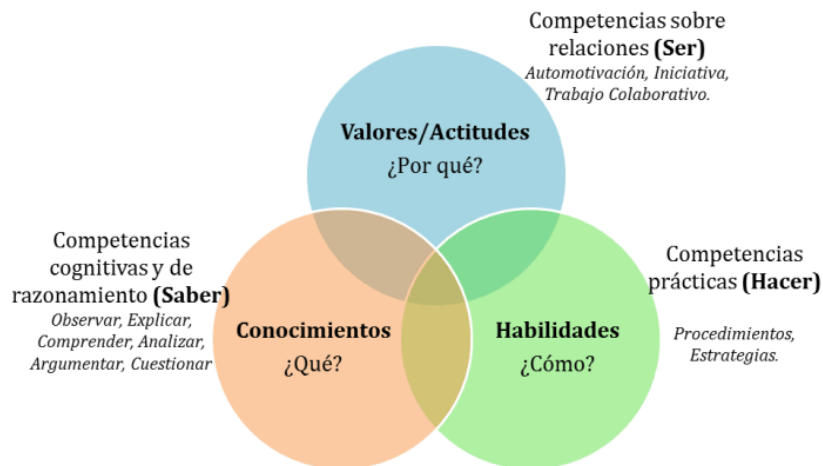 Competencias sobre
relaciones (Ser)
Automotivación, Iniciativa,
Trabajo Colaborativo.
Valores/Actitudes
¿Por qué?
Competencias
cognitivas y de
razonamiento (Saber)
Observar, Explicar,
Comprender, Analizar,
Argumentar, Cuestionar
Conocimientos
¿Qué?
Habilidades
¿Cómo?
Competencias
prácticas (Hacer)
Procedimientos,
Estrategias.